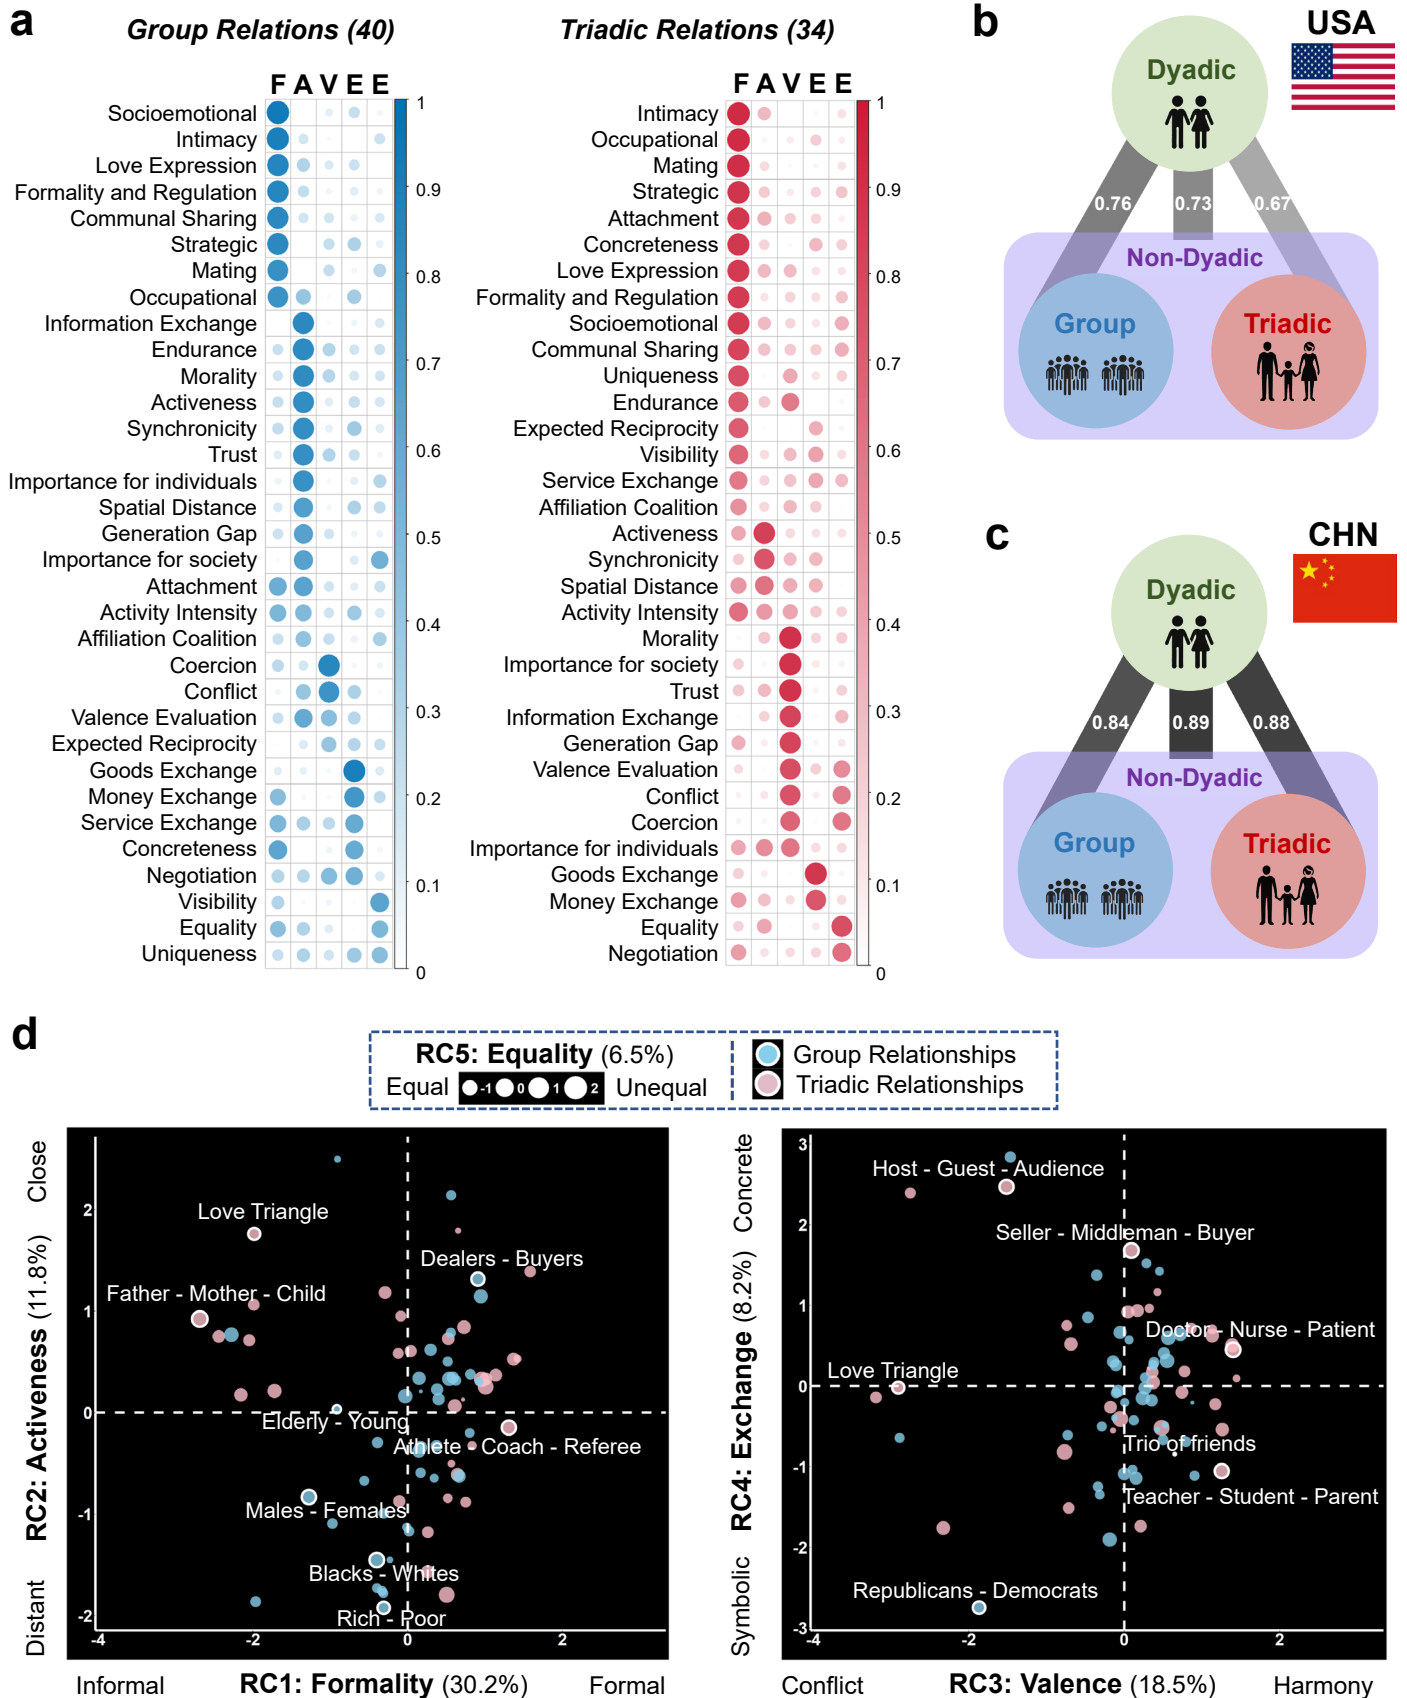 a
Group Relations (40)
F A V E E
Socioemotional
Intimacy
Love Expression
Formality and Regulation
Communal Sharing
Strategic
Mating
Occupational
Information Exchange
Endurance
Morality
Activeness
Synchronicity
Trust
Importance for individuals
Spatial Distance
Generation Gap
Importance for society
Attachment
Activity Intensity
Affiliation Coalition
Coercion
Conflict
Valence Evaluation
Expected Reciprocity
Goods Exchange
Money Exchange
Service Exchange
Concreteness
Negotiation
Visibility
Equality
Uniqueness
1
0.9
0.8
0.7
0.6
0.5
0.4
0.3
0.2
0.1
0
Triadic Relations (34)
F A V E E
Intimacy
Occupational
Mating
Strategic
Attachment
Concreteness
Love Expression
Formality and Regulation
Socioemotional
Communal Sharing
Uniqueness
Endurance
Expected Reciprocity
Visibility
Service Exchange
Affiliation Coalition
Activeness
Synchronicity
Spatial Distance
Activity Intensity
Morality
Importance for society
Trust
Information Exchange
Generation Gap
Valence Evaluation
Conflict
Coercion
Importance for individuals
Goods Exchange
Money Exchange
Equality
Negotiation
1
0.9
0.8
0.7
0.6
0.5
0.4
0.3
0.2
0.1
0
b
USA
Dyadic
0.76 0.73 0.67
Non-Dyadic
Group Triadic
c
CHN
Dyadic
0.84 0.89 0.88
Non-Dyadic
Group Triadic
d
RC5: Equality (6.5%)
Equal -1 0 1 2 Unequal
Group Relationships
Triadic Relationships
Close
RC2: Activeness (11.8%)
Distant
2
1
0
-1
-2
Love Triangle
Dealers - Buyers
Father - Mother - Child
Elderly - Young
Athlete - Coach - Referee
Males - Females
Blacks - Whites
Rich - Poor
-4 -2 0 2
Informal RC1: Formality (30.2%) Formal
Concrete
RC4: Exchange (8.2%)
Symbolic
3
2
1
0
-1
-2
-3
Host - Guest - Audience
Seller - Middleman - Buyer
Doctor - Nurse - Patient
Love Triangle
Trio of friends
Teacher - Student - Parent
Republicans - Democrats
-4 -2 0 2
Conflict RC3: Valence (18.5%) Harmony